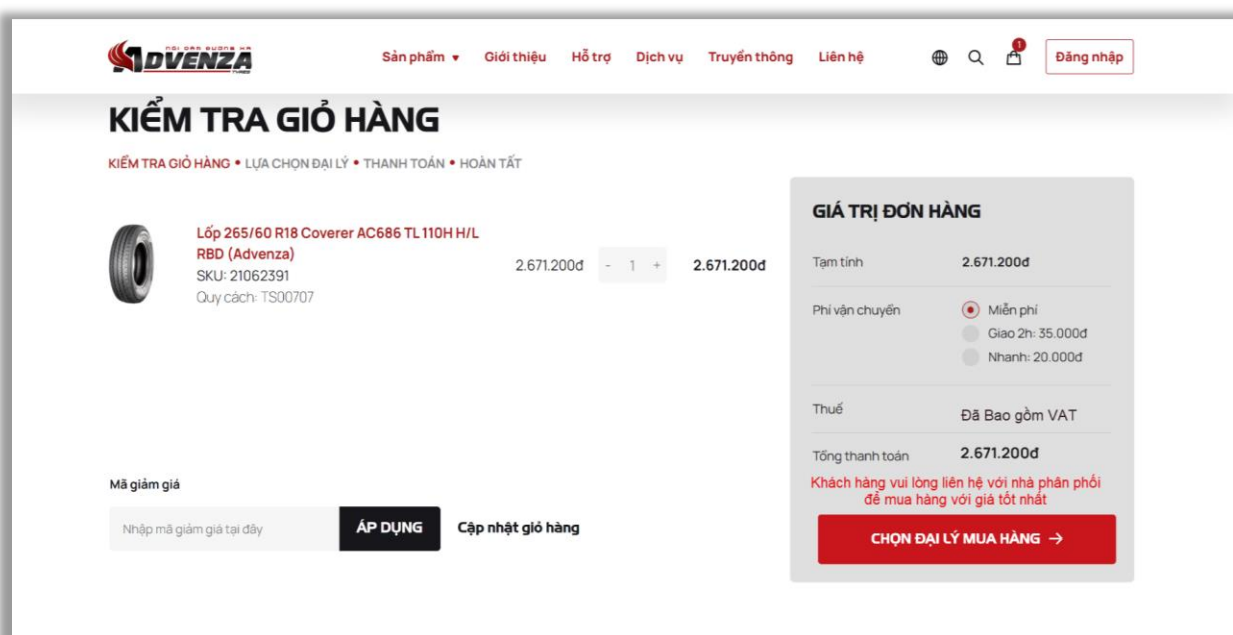 NỘI DÀN ĐƯỜNG XA
ADVENZA
TYRES
Sản phẩm ▼ Giới thiệu Hỗ trợ Dịch vụ Truyền thông Liên hệ 1 Đăng nhập
KIỂM TRA GIỎ HÀNG
KIỂM TRA GIỎ HÀNG • LỰA CHỌN ĐẠI LÝ • THANH TOÁN • HOÀN TẤT
Lốp 265/60 R18 Coverer AC686 TL 110H H/L
RBD (Advenza)
SKU: 21062391
Quy cách: TS00707
2.671.200đ - 1 + 2.671.200đ
GIÁ TRỊ ĐƠN HÀNG
Tạm tính 2.671.200đ
Phí vận chuyển Miễn phí
Giao 2h: 35.000đ
Nhanh: 20.000đ
Thuế Đã Bao gồm VAT
Tổng thanh toán 2.671.200đ
Khách hàng vui lòng liên hệ với nhà phân phối
để mua hàng với giá tốt nhất
CHỌN ĐẠI LÝ MUA HÀNG →
Mã giảm giá
Nhập mã giảm giá tại đây ÁP DỤNG Cập nhật giỏ hàng